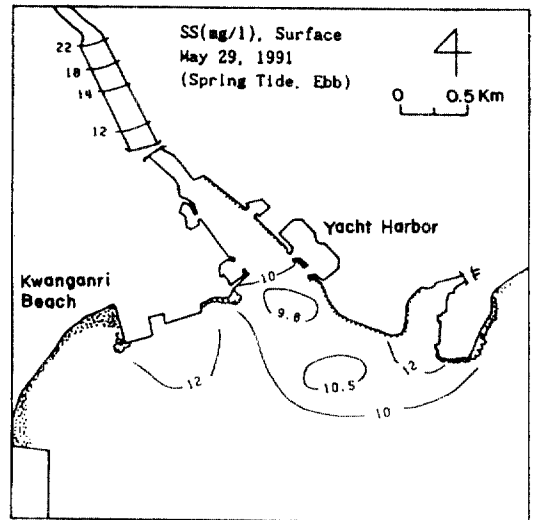 SS(mg/l), Surface
May 29, 1991
(Spring Tide, Ebb)
22
18
14
12
0 0.5 Km
Yacht Harbor
Kwanganri
Beach
10
9.8
12
10.5
12
10